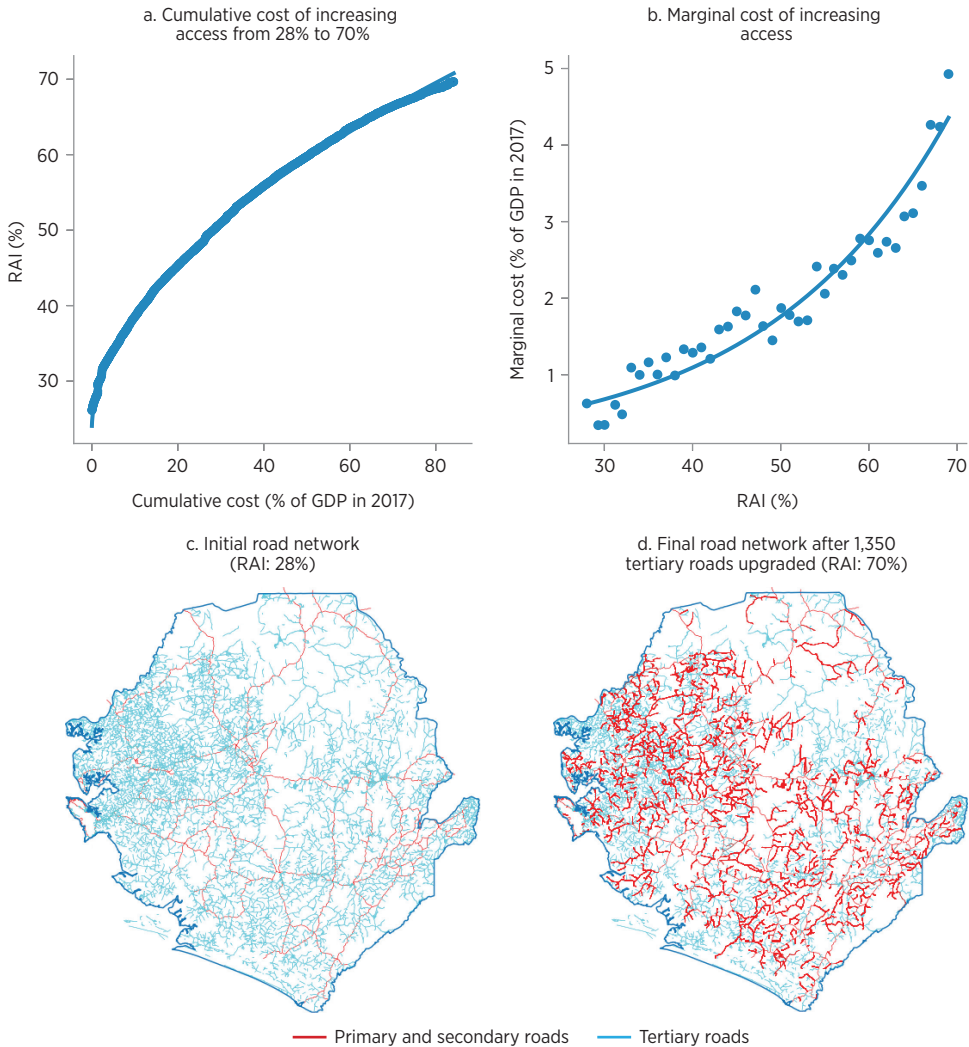 a. Cumulative cost of increasing
access from 28% to 70%
70
60
50
40
30
RAI (%)
0
20
40
60
80
Cumulative cost (% of GDP in 2017)
b. Marginal cost of increasing
access
5
4
3
2
1
Marginal cost (% of GDP in 2017)
30
40
50
60
70
RAI (%)
c. Initial road network
(RAI: 28%)
d. Final road network after 1,350
tertiary roads upgraded (RAI: 70%)
Primary and secondary roads
Tertiary roads